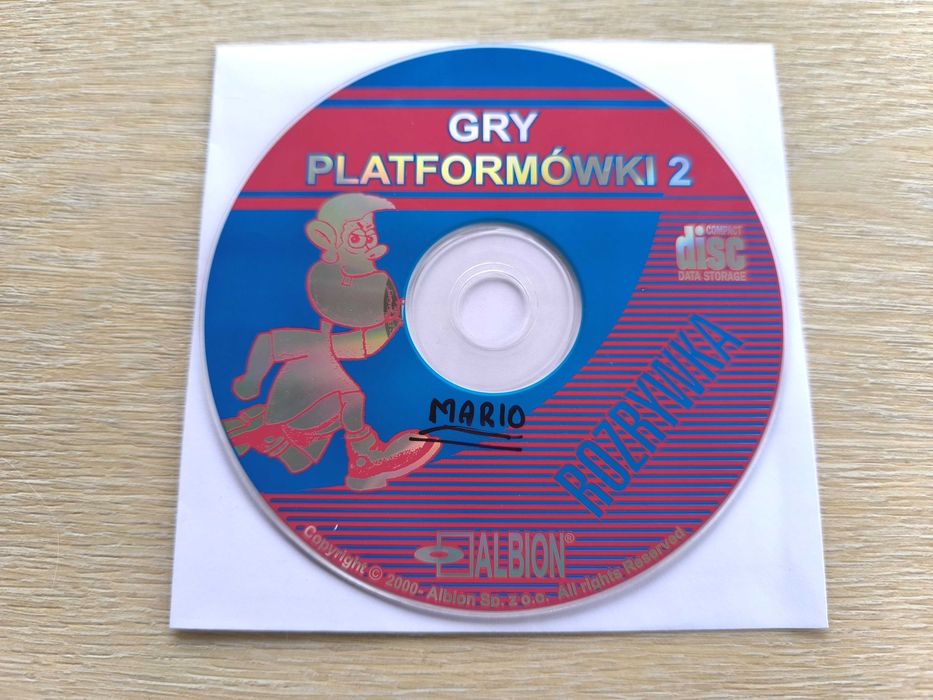 GRY
PLATFORMÓWKI 2
COMPACT
disc
DATA STORAGE
ROZRYWKA
MARIO
ALBION®
Copyright © 2000- Albion Sp. z o.o. All rights Reserved